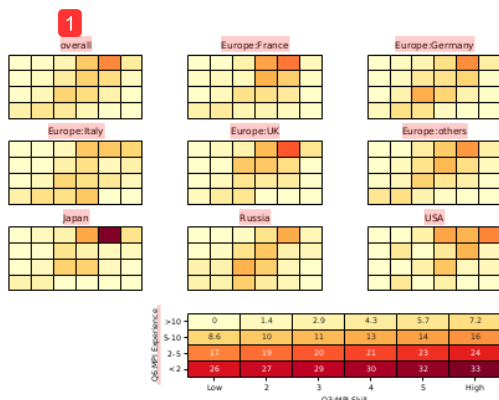 1
overall Europe:France Europe:Germany
Europe:Italy Europe:UK Europe:others
Japan Russia USA
Q6:MPI Experience
>10 0 1.4 2.9 4.3 5.7 7.2
5-10 8.6 10 11 13 14 16
2-5 17 19 20 21 23 24
<2 26 27 29 30 32 33
Low 2 3 4 5 High
Q3:MPI Skill